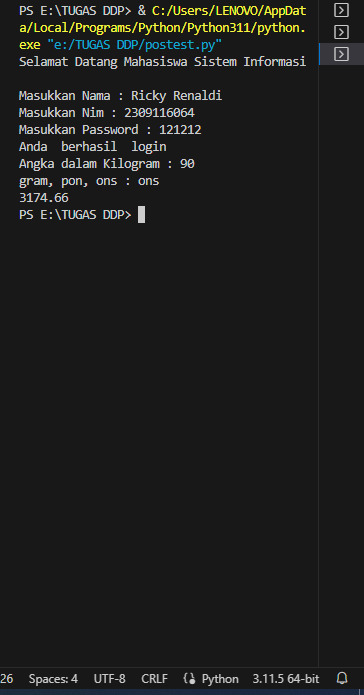 PS E:\TUGAS DDP> & C:/Users/LENOVO/AppDat
a/Local/Programs/Python/Python311/python.
exe "e:/TUGAS DDP/postest.py"
Selamat Datang Mahasiswa Sistem Informasi
Masukkan Nama : Ricky Renaldi
Masukkan Nim : 2309116064
Masukkan Password : 121212
Anda  berhasil  login
Angka dalam Kilogram : 90
gram, pon, ons : ons
3174.66
PS E:\TUGAS DDP>
26 Spaces: 4 UTF-8 CRLF Python 3.11.5 64-bit